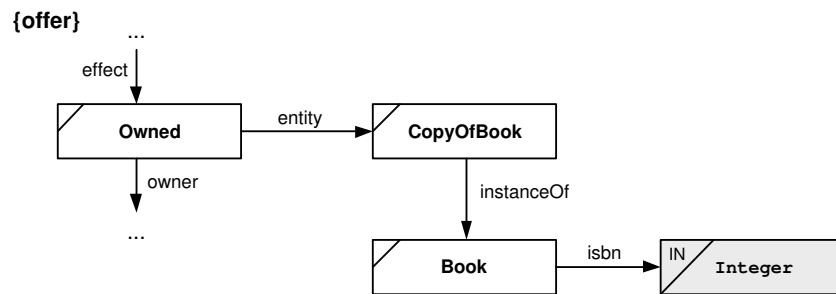 {offer}
...
effect
Owned
entity
CopyOfBook
owner
instanceOf
...
Book
isbn
IN
Integer